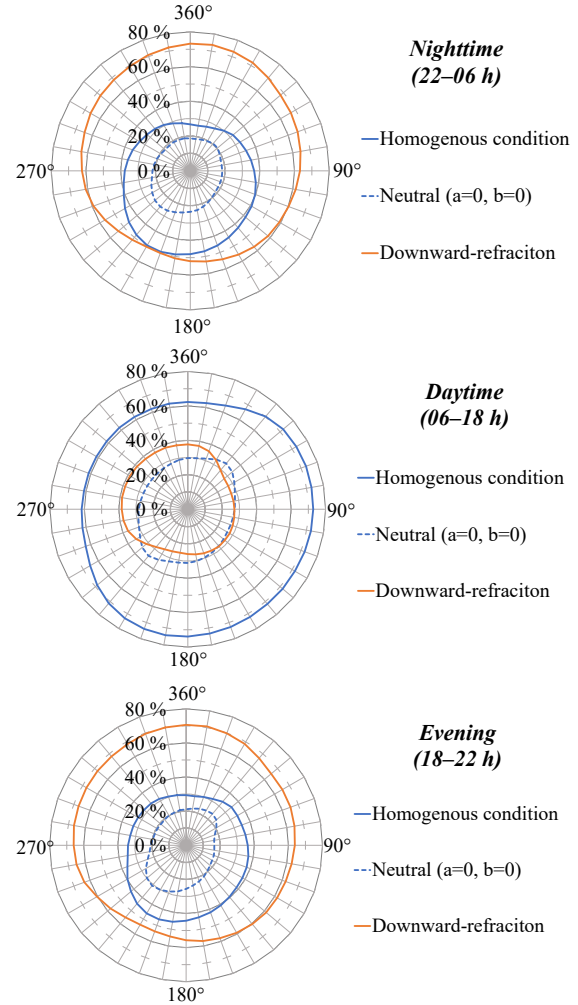 360°
80 %
60 %
40 %
20 %
0 %
270°
90°
180°
Nighttime
(22–06 h)
Homogenous condition
Neutral (a=0, b=0)
Downward-refraciton
360°
80 %
60 %
40 %
20 %
0 %
270°
90°
180°
Daytime
(06–18 h)
Homogenous condition
Neutral (a=0, b=0)
Downward-refraciton
360°
80 %
60 %
40 %
20 %
0 %
270°
90°
180°
Evening
(18–22 h)
Homogenous condition
Neutral (a=0, b=0)
Downward-refraciton